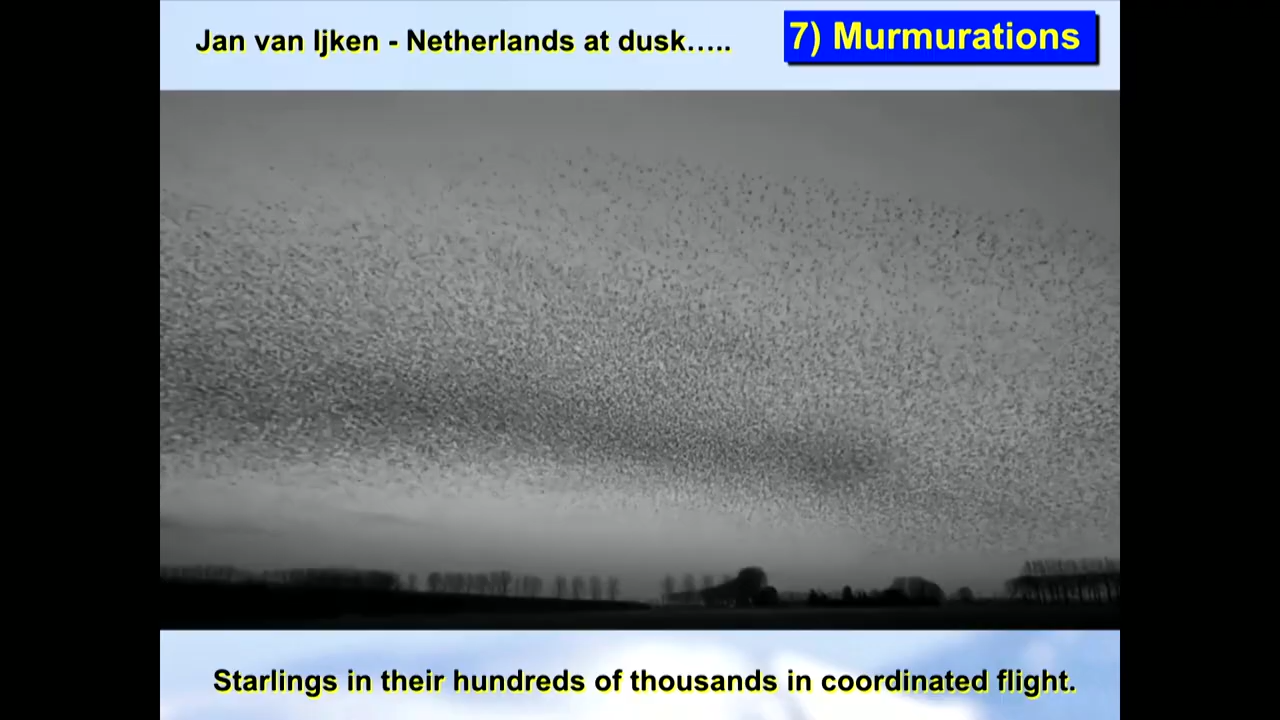 Jan van Ijken - Netherlands at dusk…..
7) Murmurations
Starlings in their hundreds of thousands in coordinated flight.